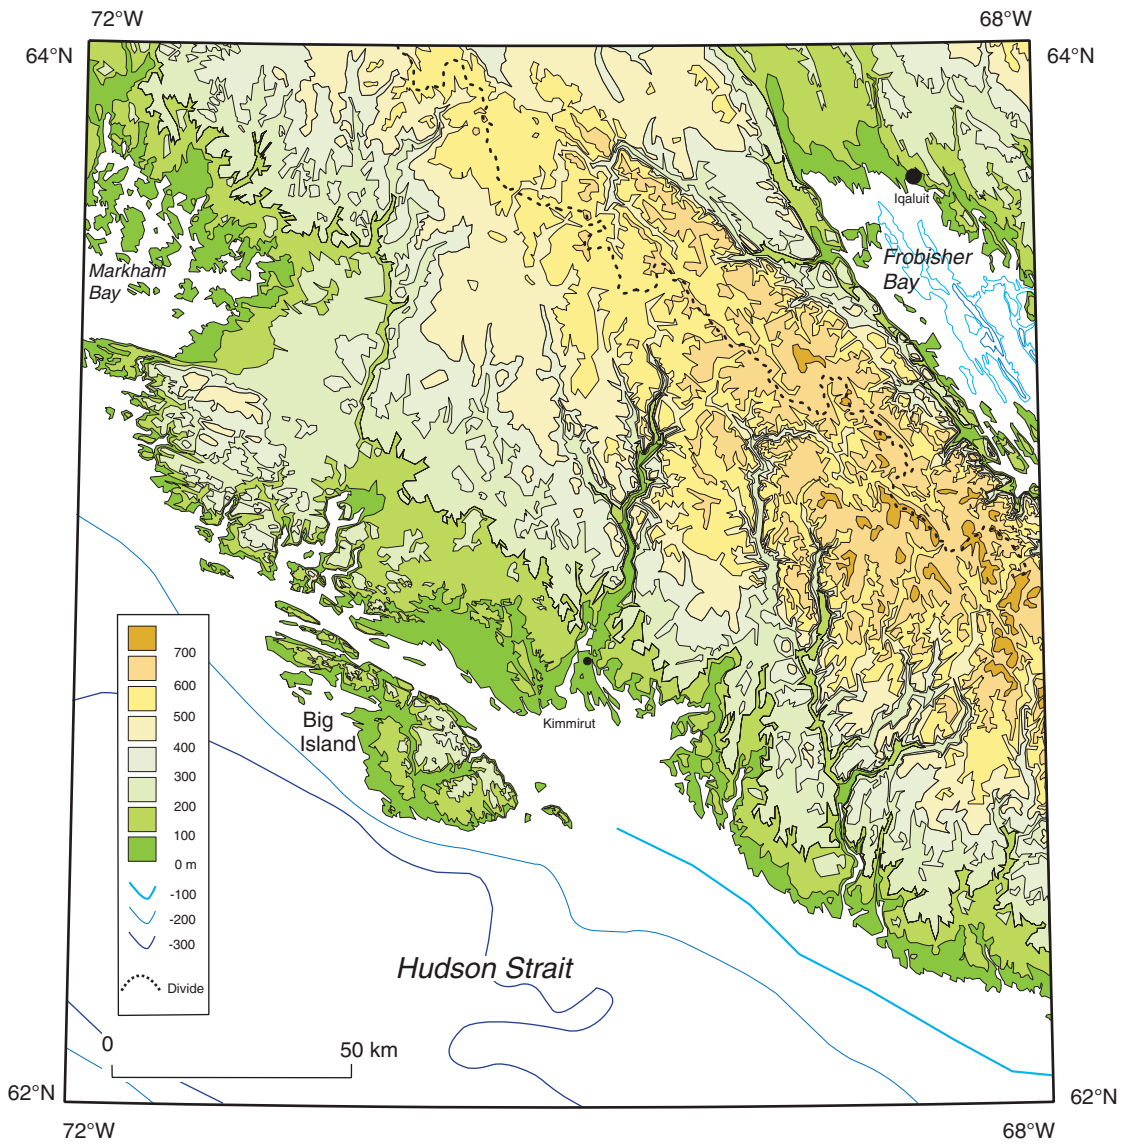 72°W
68°W
64°N
64°N
Iqaluit
Markham
Bay
Frobisher
Bay
700
600
500
400
300
200
100
0 m
-100
-200
-300
Divide
Big
Island
Kimmirut
Hudson Strait
0
50 km
62°N
62°N
72°W
68°W